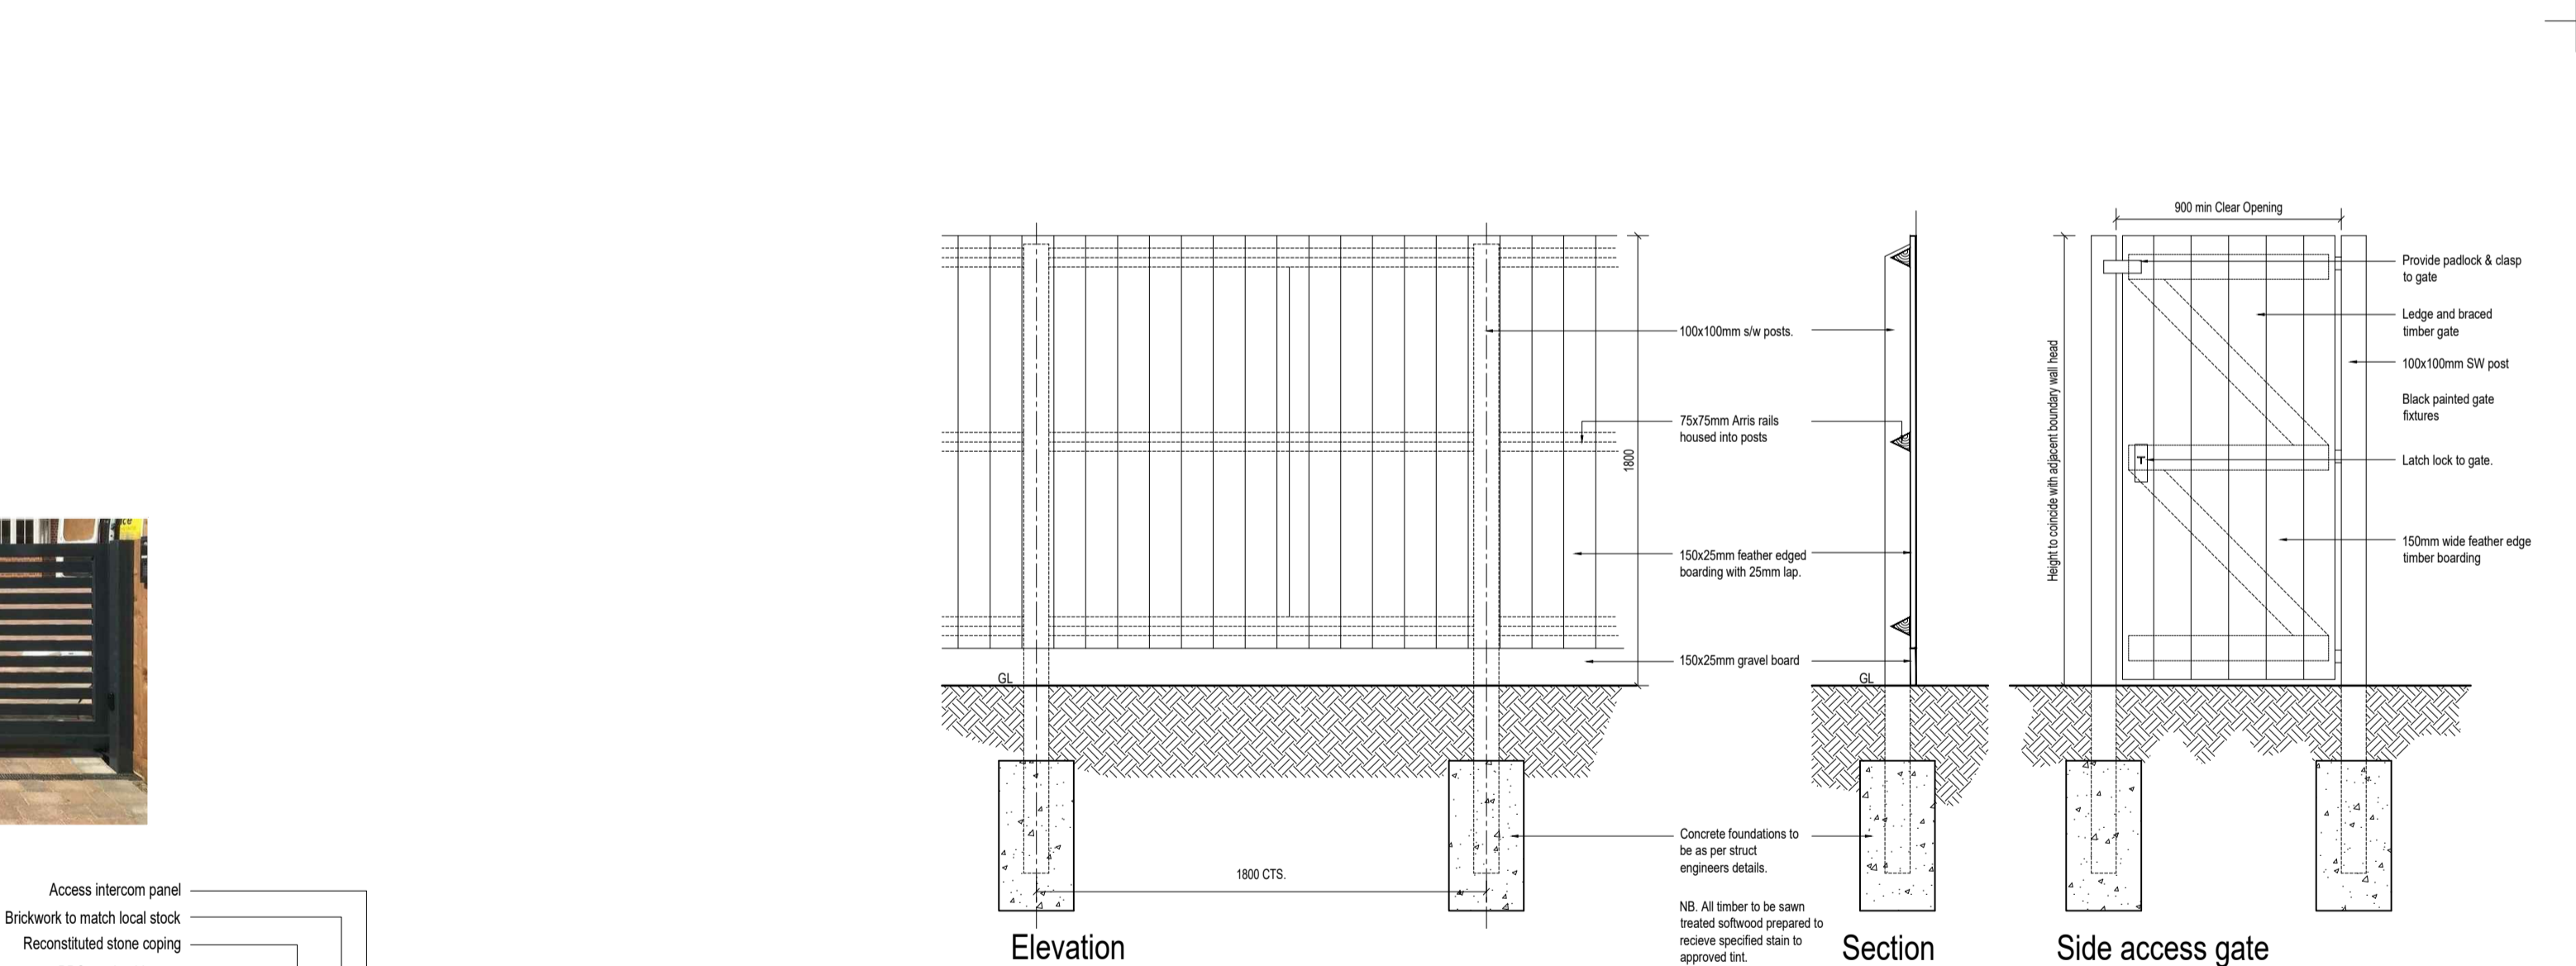 900 min Clear Opening
Provide padlock & clasp
to gate
Ledge and braced
timber gate
100x100mm s/w posts.
100x100mm SW post
Black painted gate
fixtures
75x75mm Arris rails
housed into posts
1800
Height to coincide with adjacent boundary wall head
Latch lock to gate.
150mm wide feather edge
timber boarding
150x25mm feather edged
boarding with 25mm lap.
150x25mm gravel board
GL
GL
Concrete foundations to
be as per struct
engineers details.
1800 CTS.
NB. All timber to be sawn
treated softwood prepared to
recieve specified stain to
approved tint.
Access intercom panel
Brickwork to match local stock
Reconstituted stone coping
Elevation
Section
Side access gate